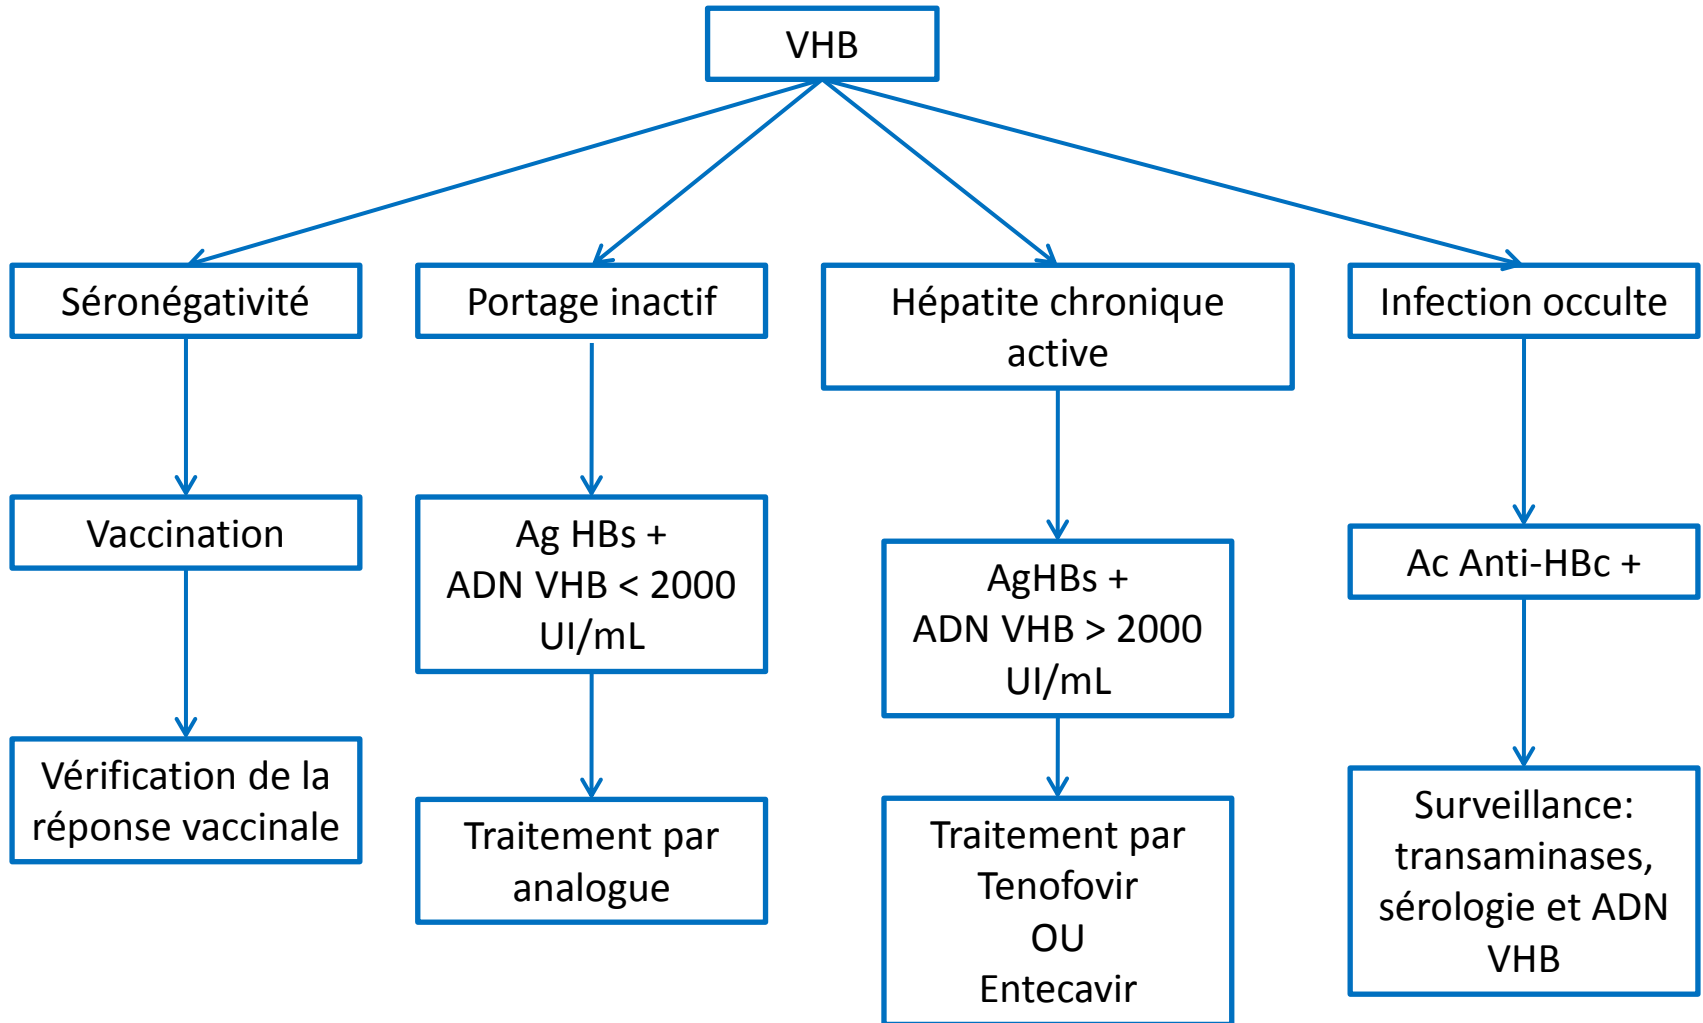 VHB
Séronégativité
Portage inactif
Hépatite chronique
active
Infection occulte
Vaccination
Ag HBs +
ADN VHB < 2000
UI/mL
AgHBs +
ADN VHB > 2000
UI/mL
Ac Anti-HBc +
Vérification de la
réponse vaccinale
Traitement par
analogue
Traitement par
Tenofovir
OU
Entecavir
Surveillance:
transaminases,
sérologie et ADN
VHB